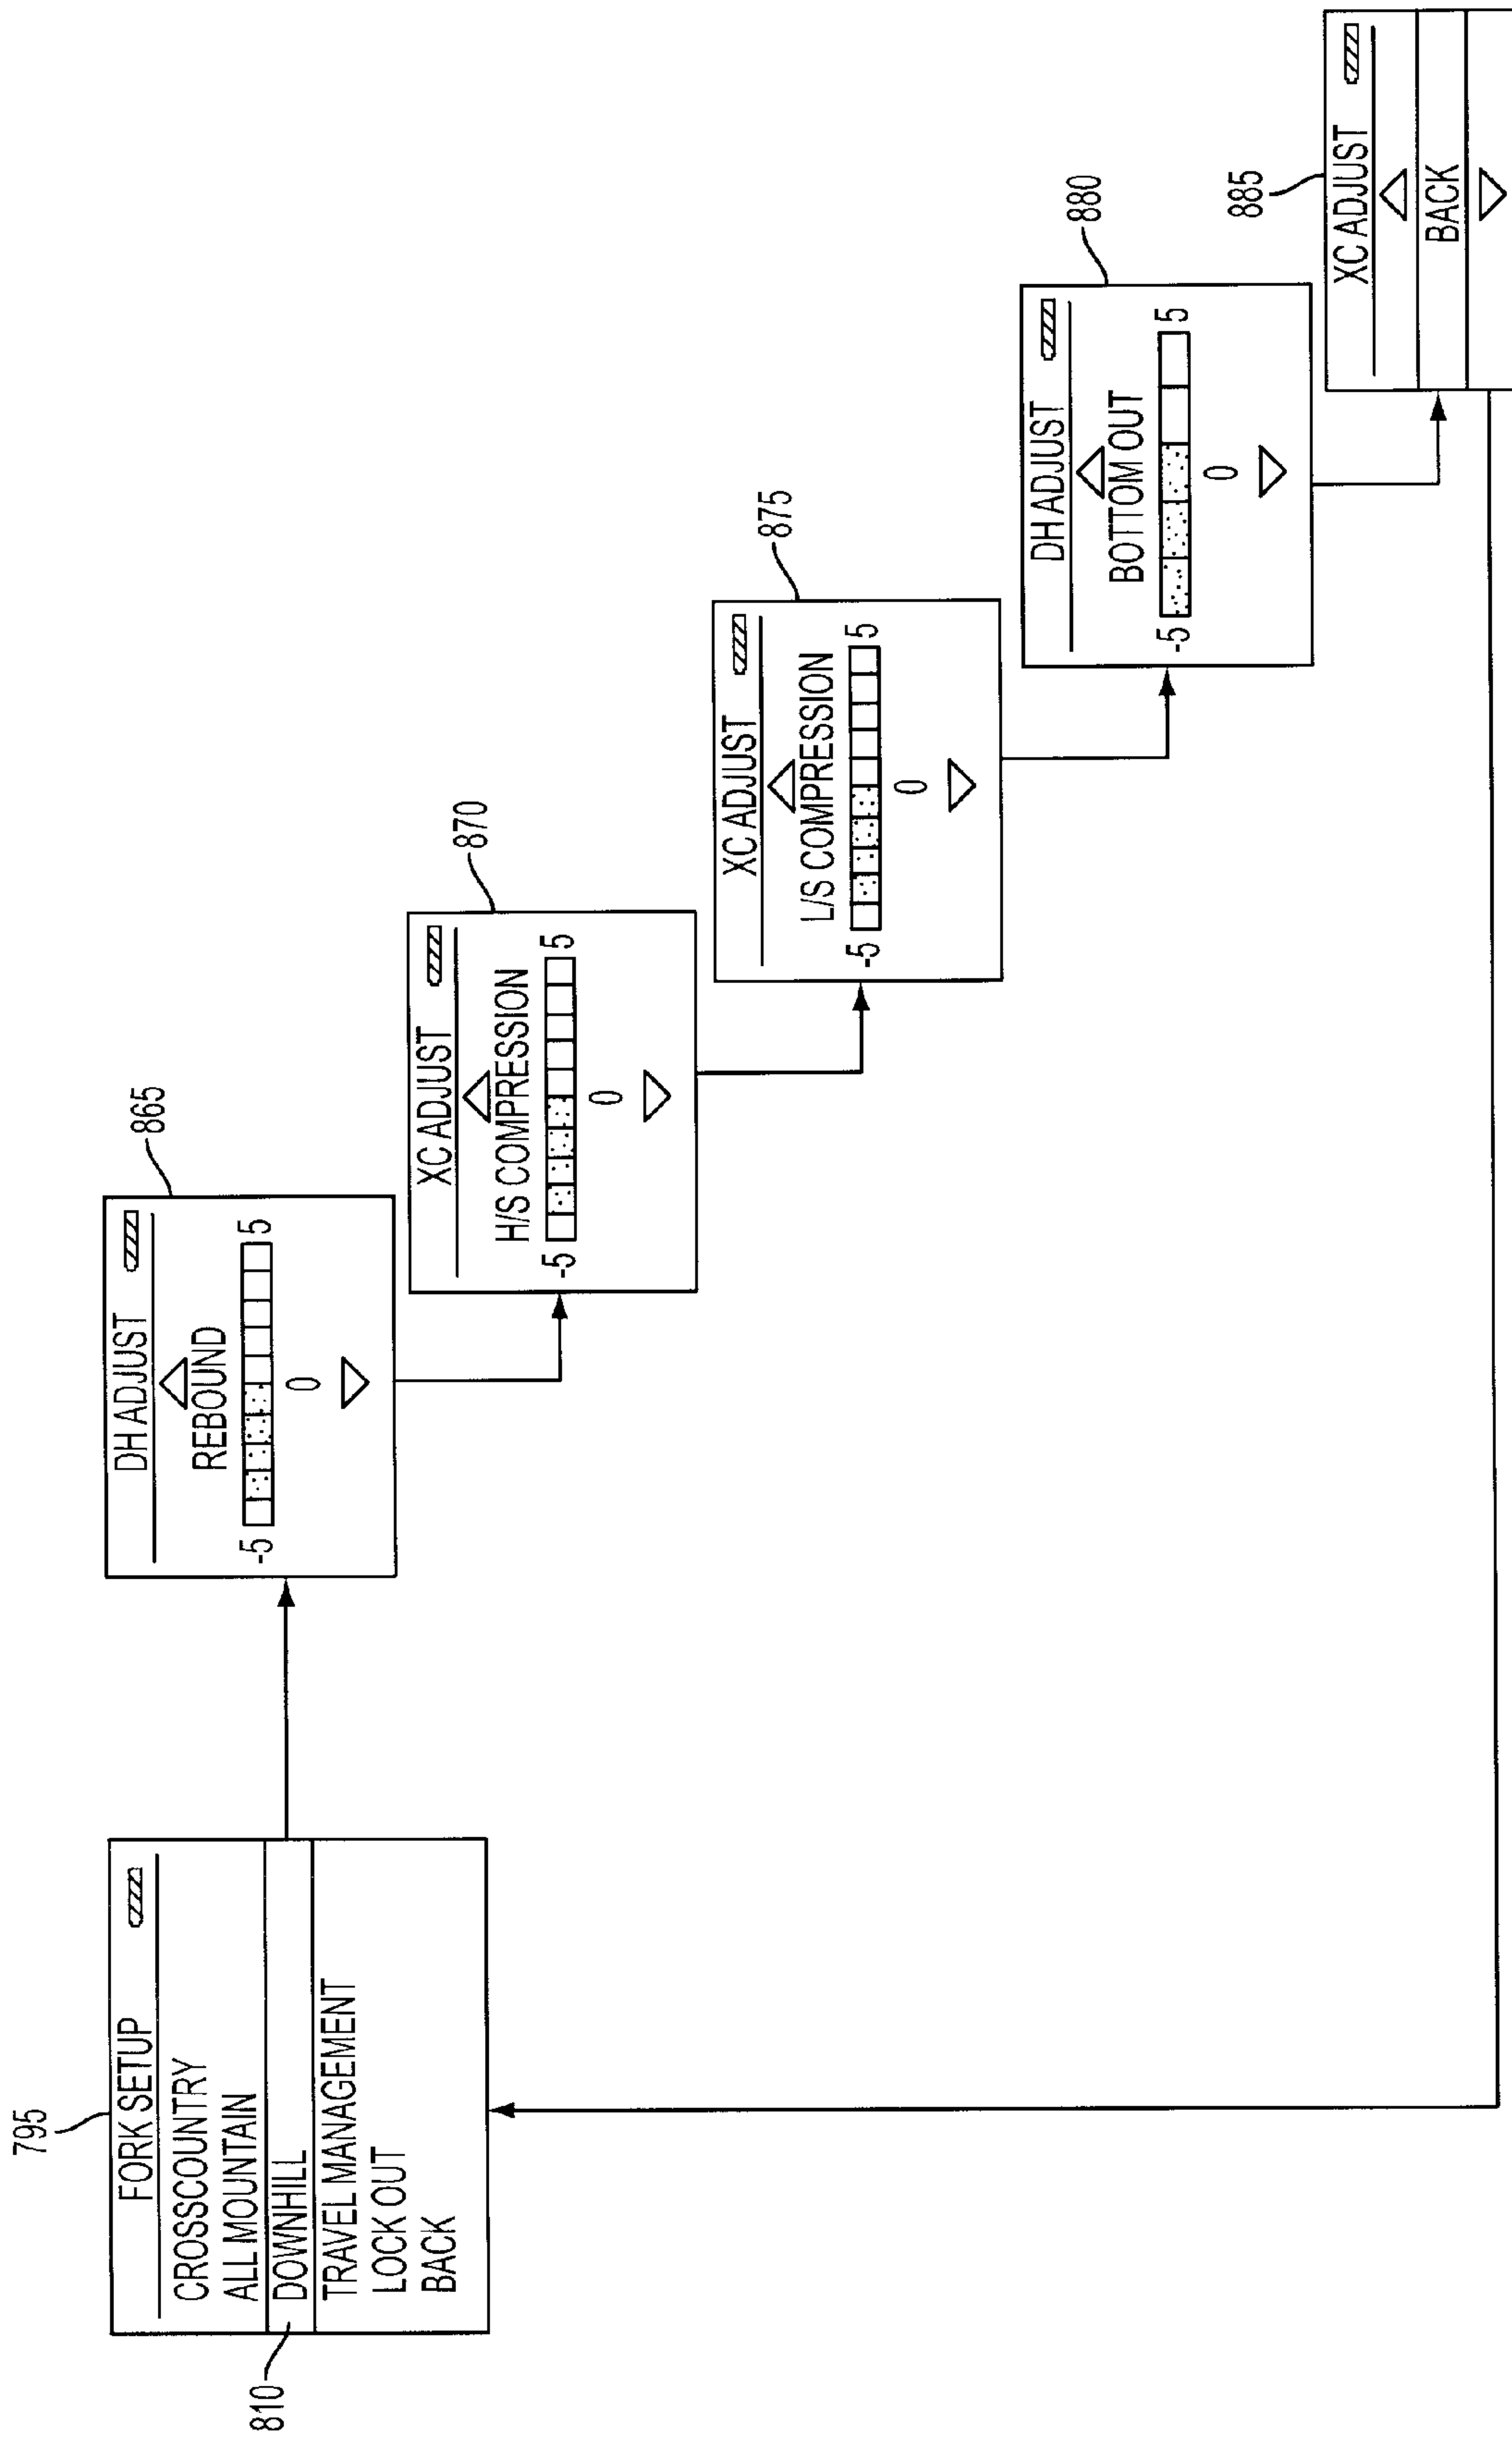 795
FORK SETUP
CROSSCOUNTRY
ALL MOUNTAIN
810
DOWNHILL
TRAVEL MANAGEMENT
LOCK OUT
BACK
865
DH ADJUST
REBOUND
-5 5
0
870
XC ADJUST
H/S COMPRESSION
-5 5
0
875
XC ADJUST
L/S COMPRESSION
-5 5
0
880
DH ADJUST
BOTTOM OUT
-5 5
0
885
XC ADJUST
BACK